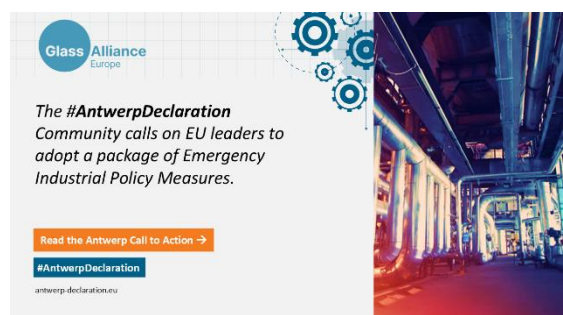 Glass Alliance
Europe
The #AntwerpDeclaration
Community calls on EU leaders to
adopt a package of Emergency
Industrial Policy Measures.
Read the Antwerp Call to Action →
#AntwerpDeclaration
antwerp-declaration.eu